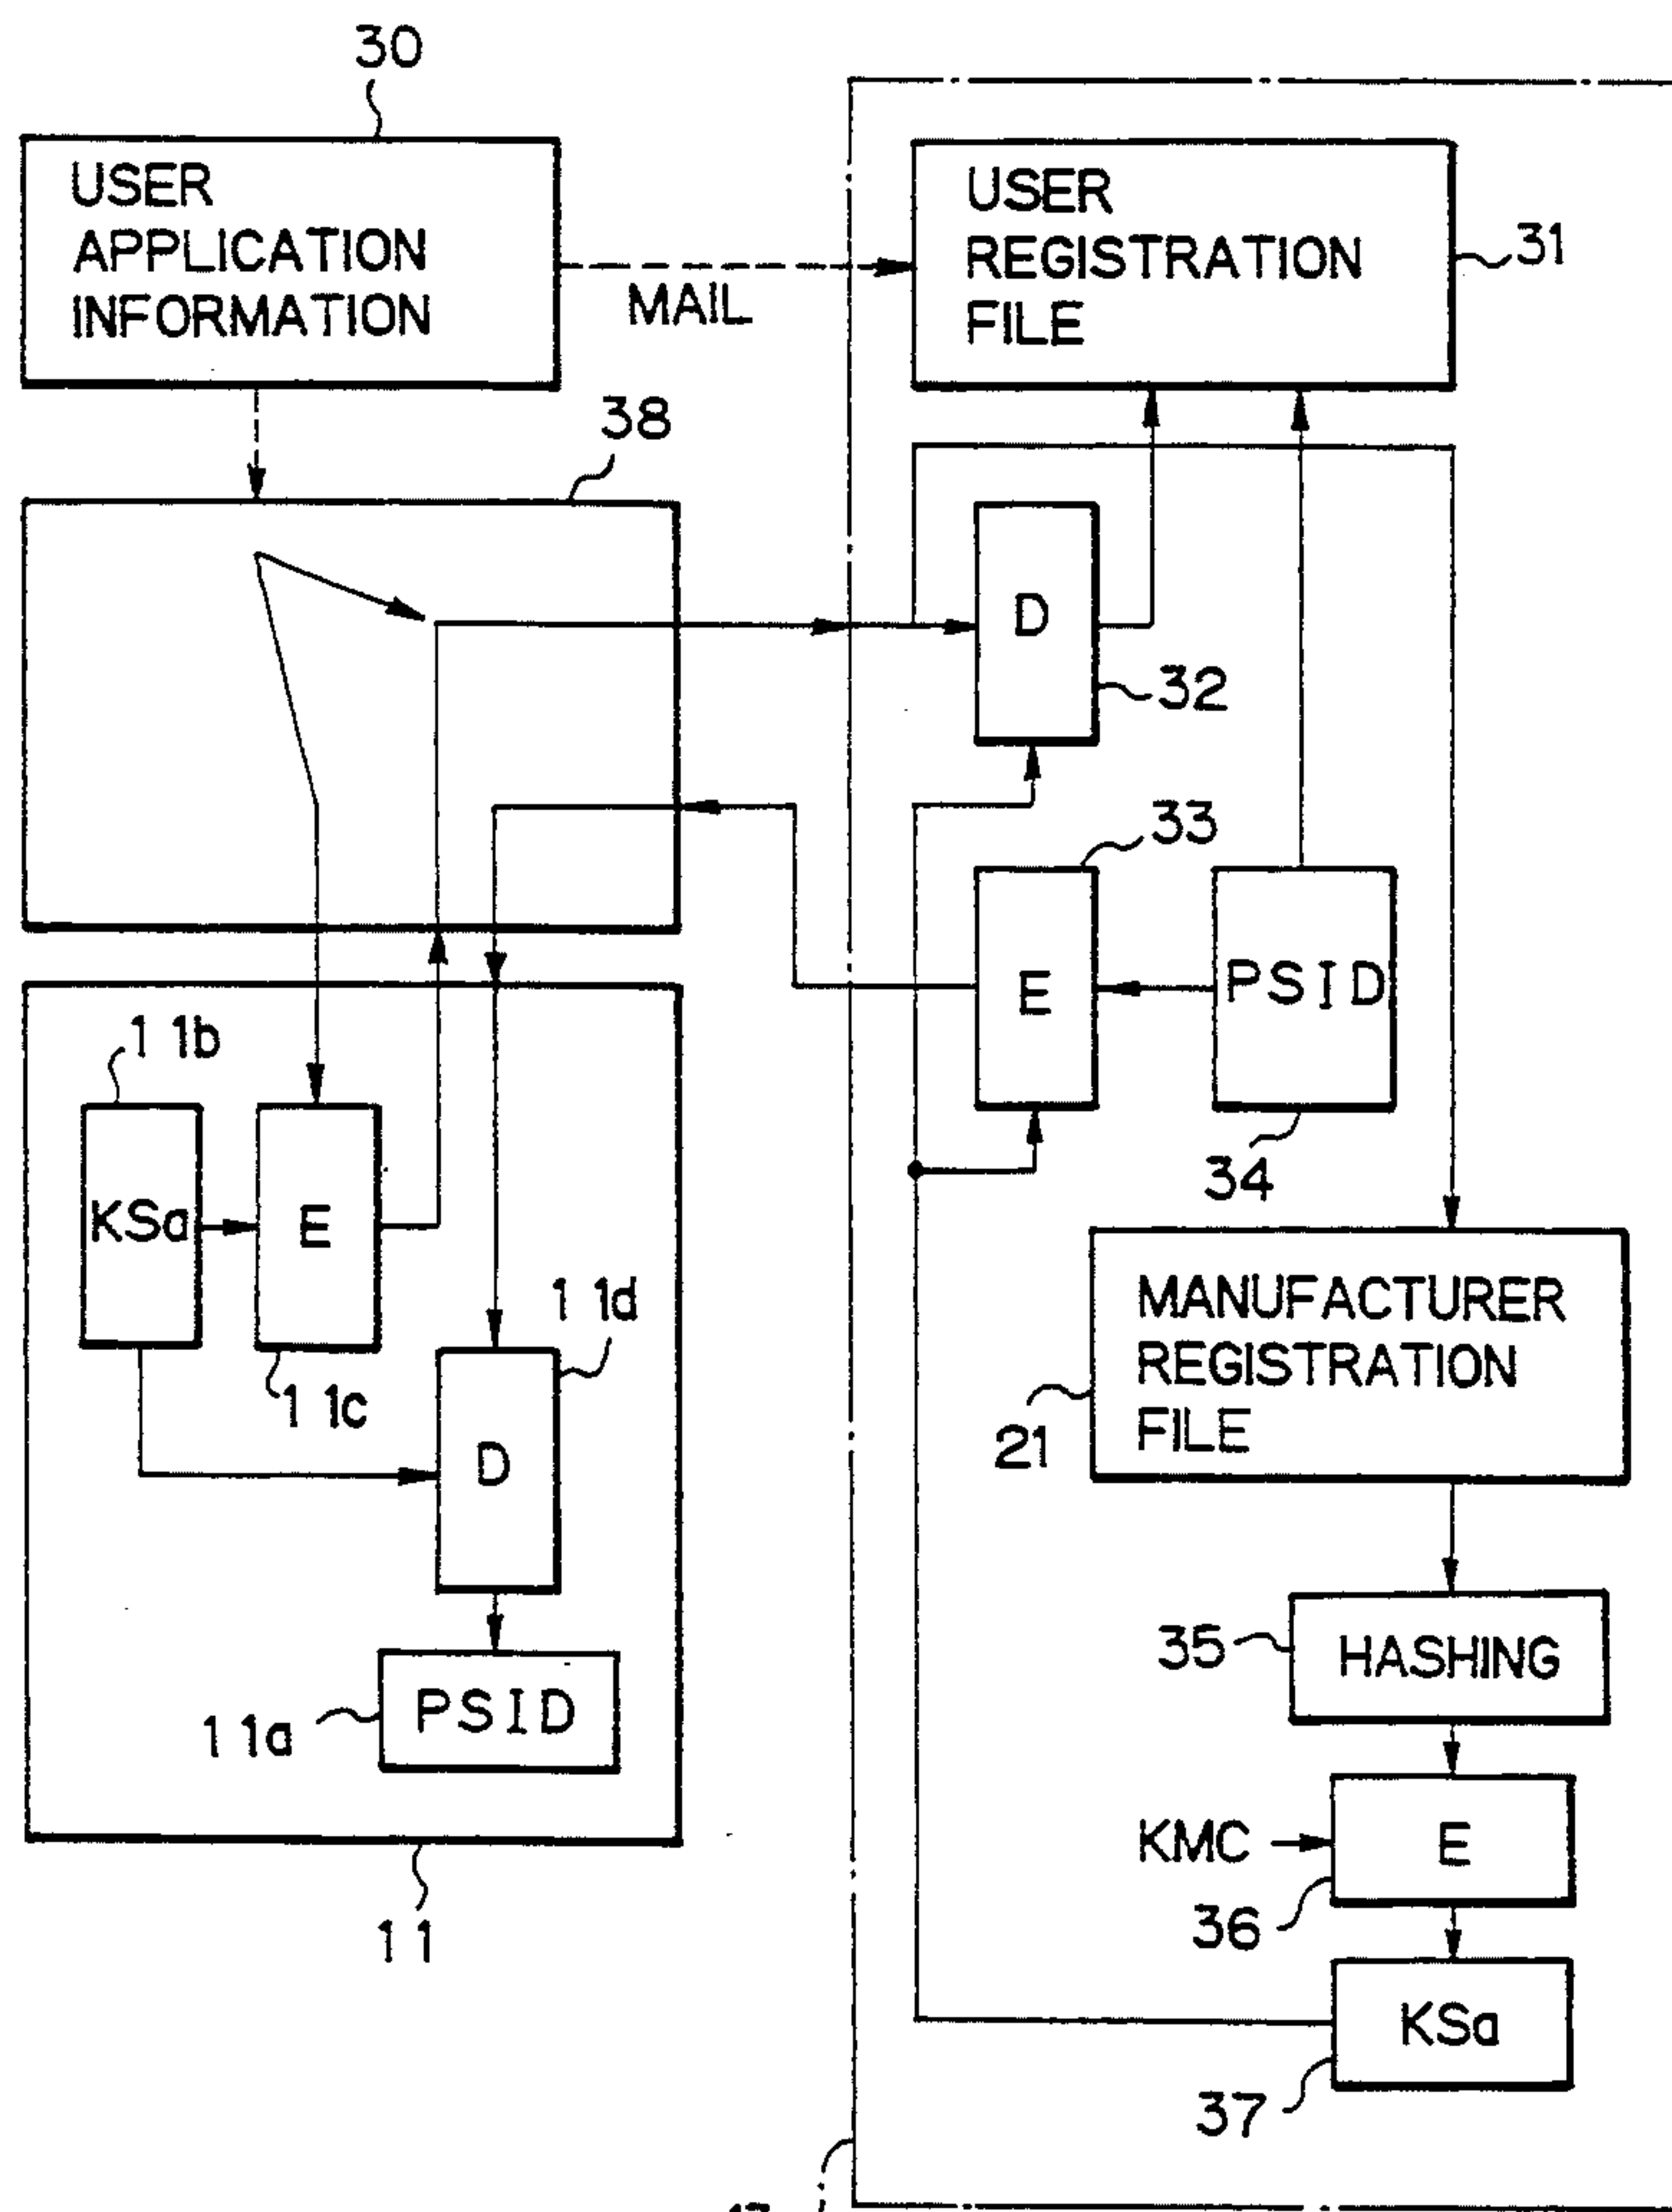 30
USER
APPLICATION
INFORMATION
MAIL
USER
REGISTRATION
FILE
31
38
D
32
33
E
PSID
34
11b
KSa
E
11c
11d
D
PSID
11a
11
MANUFACTURER
REGISTRATION
FILE
21
35
HASHING
KMC
E
36
KSa
37